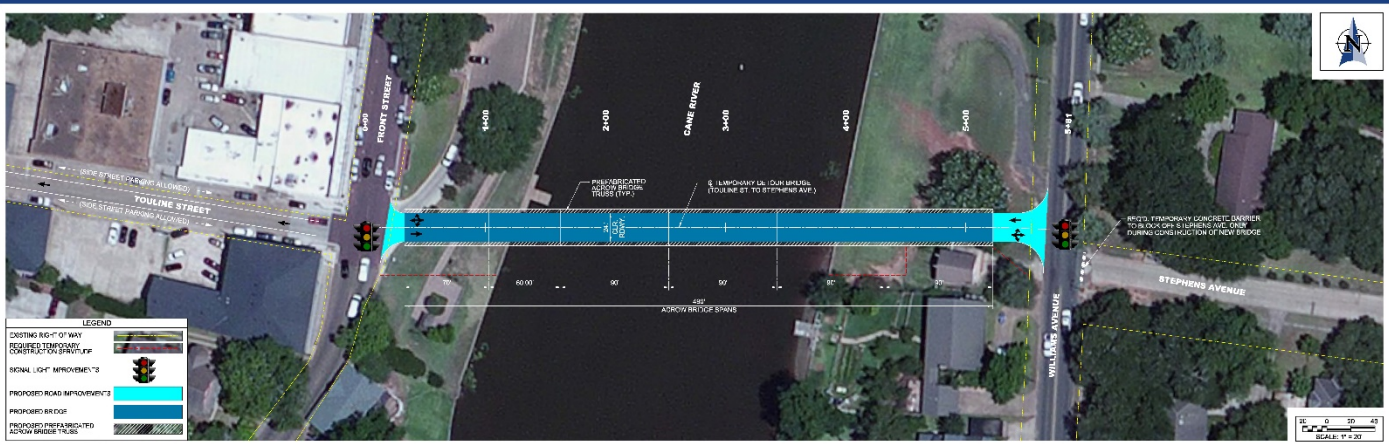 N
0+00
FRONT STREET
1+00
2+00
CANE RIVER
3+00
4+00
5+00
5+81
(SIDE STREET PARKING ALLOWED)
TOULINE STREET
(SIDE STREET PARKING ALLOWED)
PREFABRICATED
ACROW BRIDGE
TRUSS (TYP.)
TEMPORARY DETOUR BRIDGE
(TOULINE ST. TO STEPHENS AVE.)
24'
CLR.
RDWY
REQ'D. TEMPORARY CONCRETE BARRIER
TO BLOCK OFF STEPHENS AVE. ONLY
DURING CONSTRUCTION OF NEW BRIDGE
STEPHENS AVENUE
WILLIAMS AVENUE
70'
60.00'
90'
90'
90'
90'
ACROW BRIDGE SPANS
LEGEND
EXISTING RIGHT OF WAY
REQUIRED TEMPORARY
CONSTRUCTION SERVITUDE
SIGNAL LIGHT IMPROVEMENTS
PROPOSED ROAD IMPROVEMENTS
PROPOSED BRIDGE
PROPOSED PREFABRICATED
ACROW BRIDGE TRUSS
20 0 20 40
SCALE: 1" = 20'